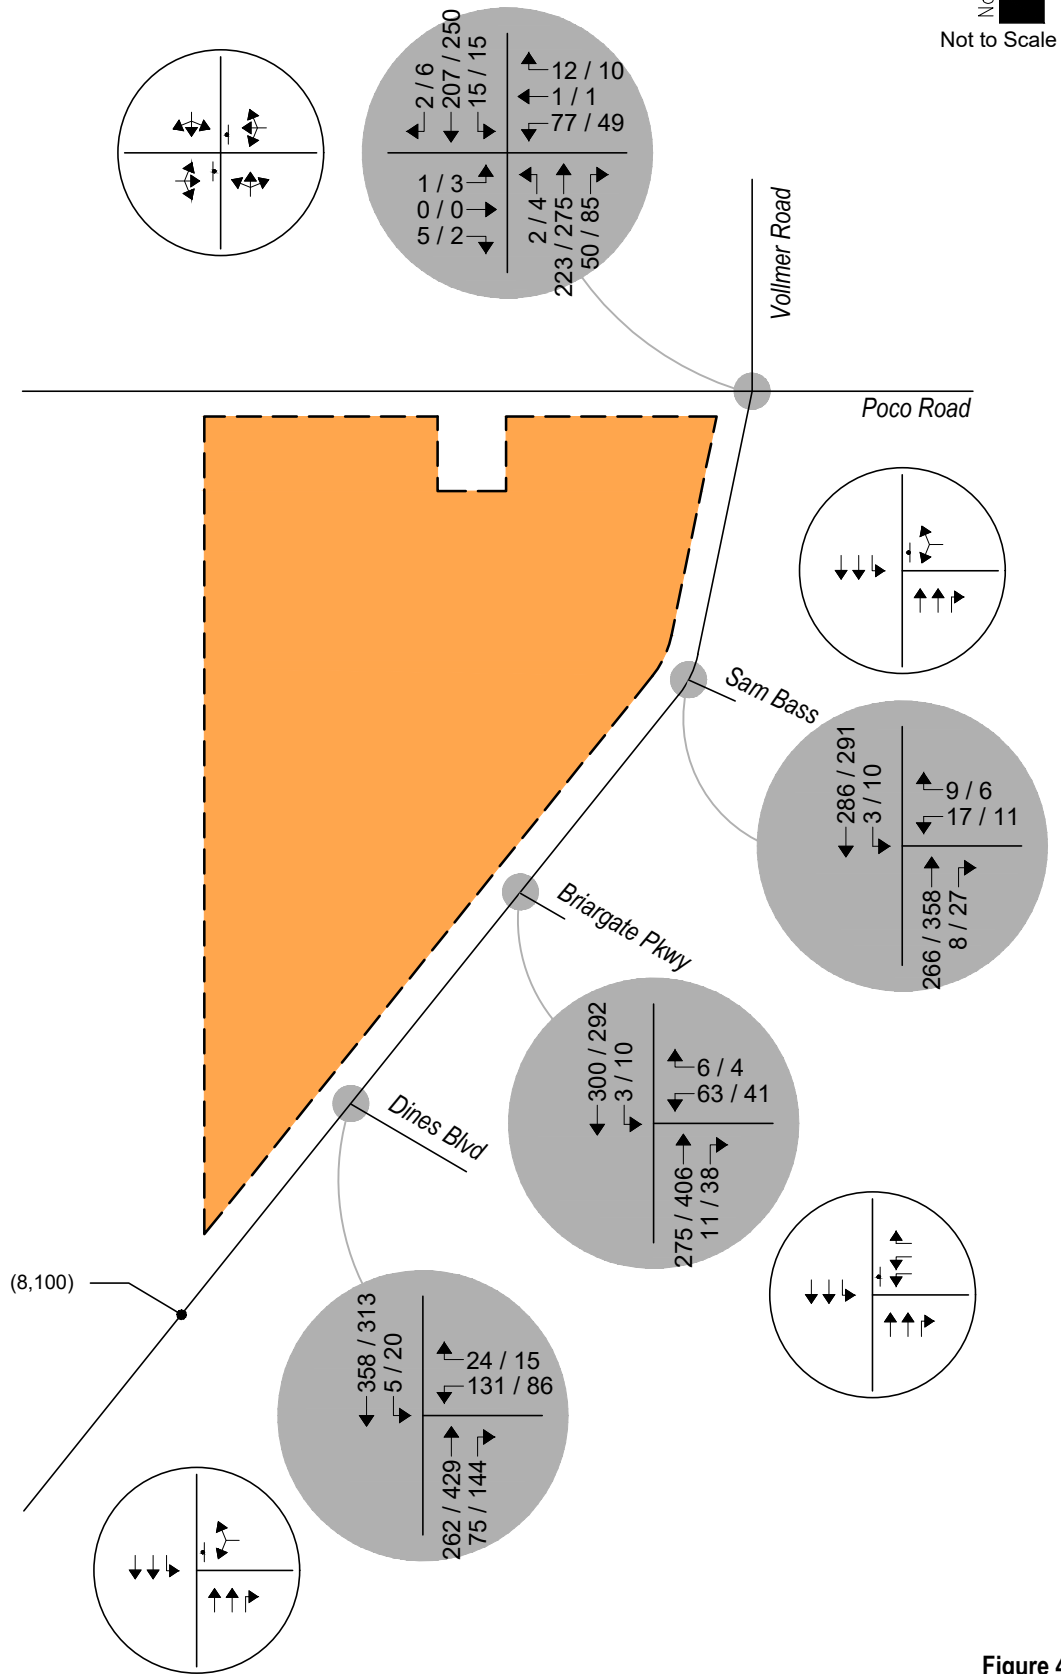 No
Not to Scale
2 / 6
207 / 250
15 / 15
12 / 10
1 / 1
77 / 49
1 / 3
0 / 0
5 / 2
2 / 4
223 / 275
50 / 85
Vollmer Road
Poco Road
Sam Bass
286 / 291
3 / 10
9 / 6
17 / 11
266 / 358
8 / 27
Briargate Pkwy
300 / 292
3 / 10
6 / 4
63 / 41
275 / 406
11 / 38
Dines Blvd
(8,100)
358 / 313
5 / 20
24 / 15
131 / 86
262 / 429
75 / 144
Figure 4